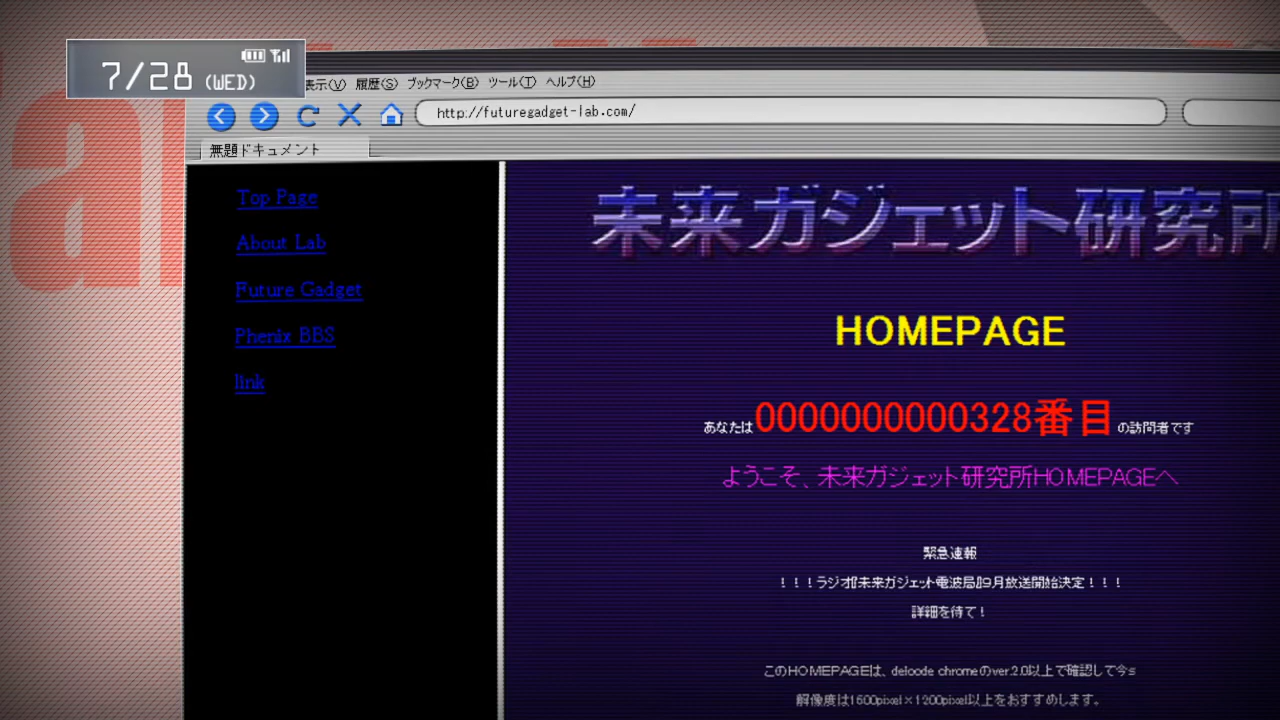 7/28 (WED)
表示(V) 履歴(S) ブックマーク(B) ツール(T) ヘルプ(H)
http://futuregadget-lab.com/
無題ドキュメント
Top Page
About Lab
Future Gadget
Phenix BBS
link
未来ガジェット研究所
HOMEPAGE
あなたは0000000000328番目の訪問者です
ようこそ、未来ガジェット研究所HOMEPAGEへ
緊急速報
！！！ラジオ『未来ガジェット電波局』9月放送開始決定！！！
詳細を待て！
このHOMEPAGEは、deloode chromeのver.2.0以上で確認して今s
解像度は1600pixel×1200pixel以上をおすすめします。